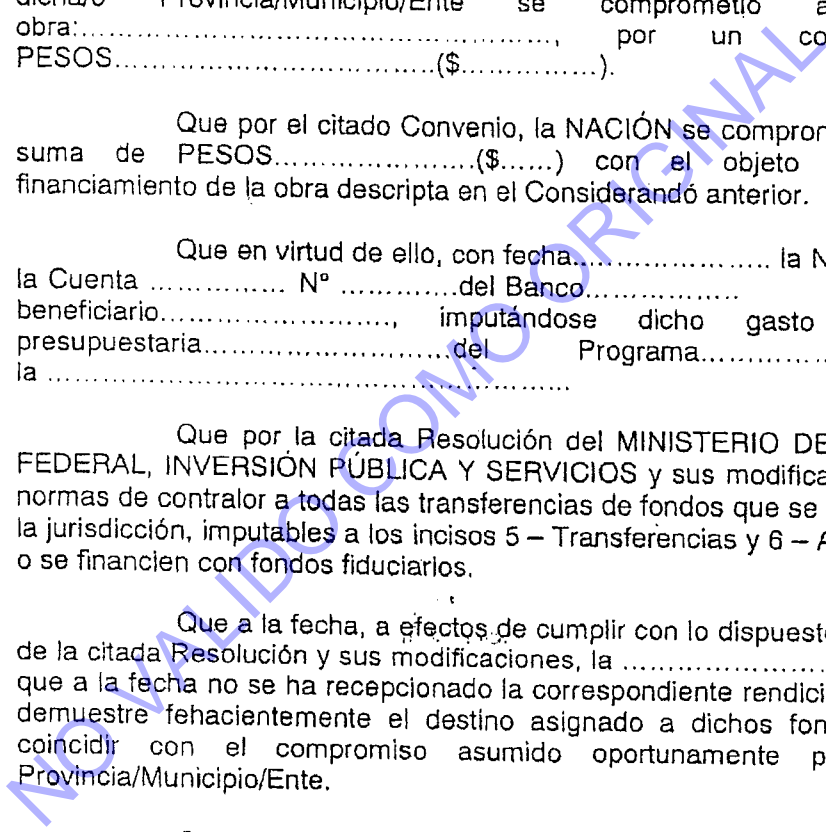 dicha/o Provincia/Municipio/Ente se comprometió a
obra:......................................................, por un co
PESOS....................................($...............).
Que por el citado Convenio, la NACIÓN se compron
suma de PESOS......................($......) con el objeto
financiamiento de la obra descripta en el Considerandó anterior.
Que en virtud de ello, con fecha...................... la N
la Cuenta ............... Nº .............del Banco.................
beneficiario.........................., imputándose dicho gasto
presupuestaria...........................del Programa..............
la ..........................................................
Que por la citada Resolución del MINISTERIO DE
FEDERAL, INVERSIÓN PÚBLICA Y SERVICIOS y sus modifica
normas de contralor a todas las transferencias de fondos que se
la jurisdicción, imputables a los incisos 5 – Transferencias y 6 – A
o se financien con fondos fiduciarios.
Que a la fecha, a efectos de cumplir con lo dispuest
de la citada Resolución y sus modificaciones, la ......................
que a la fecha no se ha recepcionado la correspondiente rendici
demuestre fehacientemente el destino asignado a dichos fon
coincidir con el compromiso asumido oportunamente p
Provincia/Municipio/Ente.
NO VALIDO COMO ORIGINAL